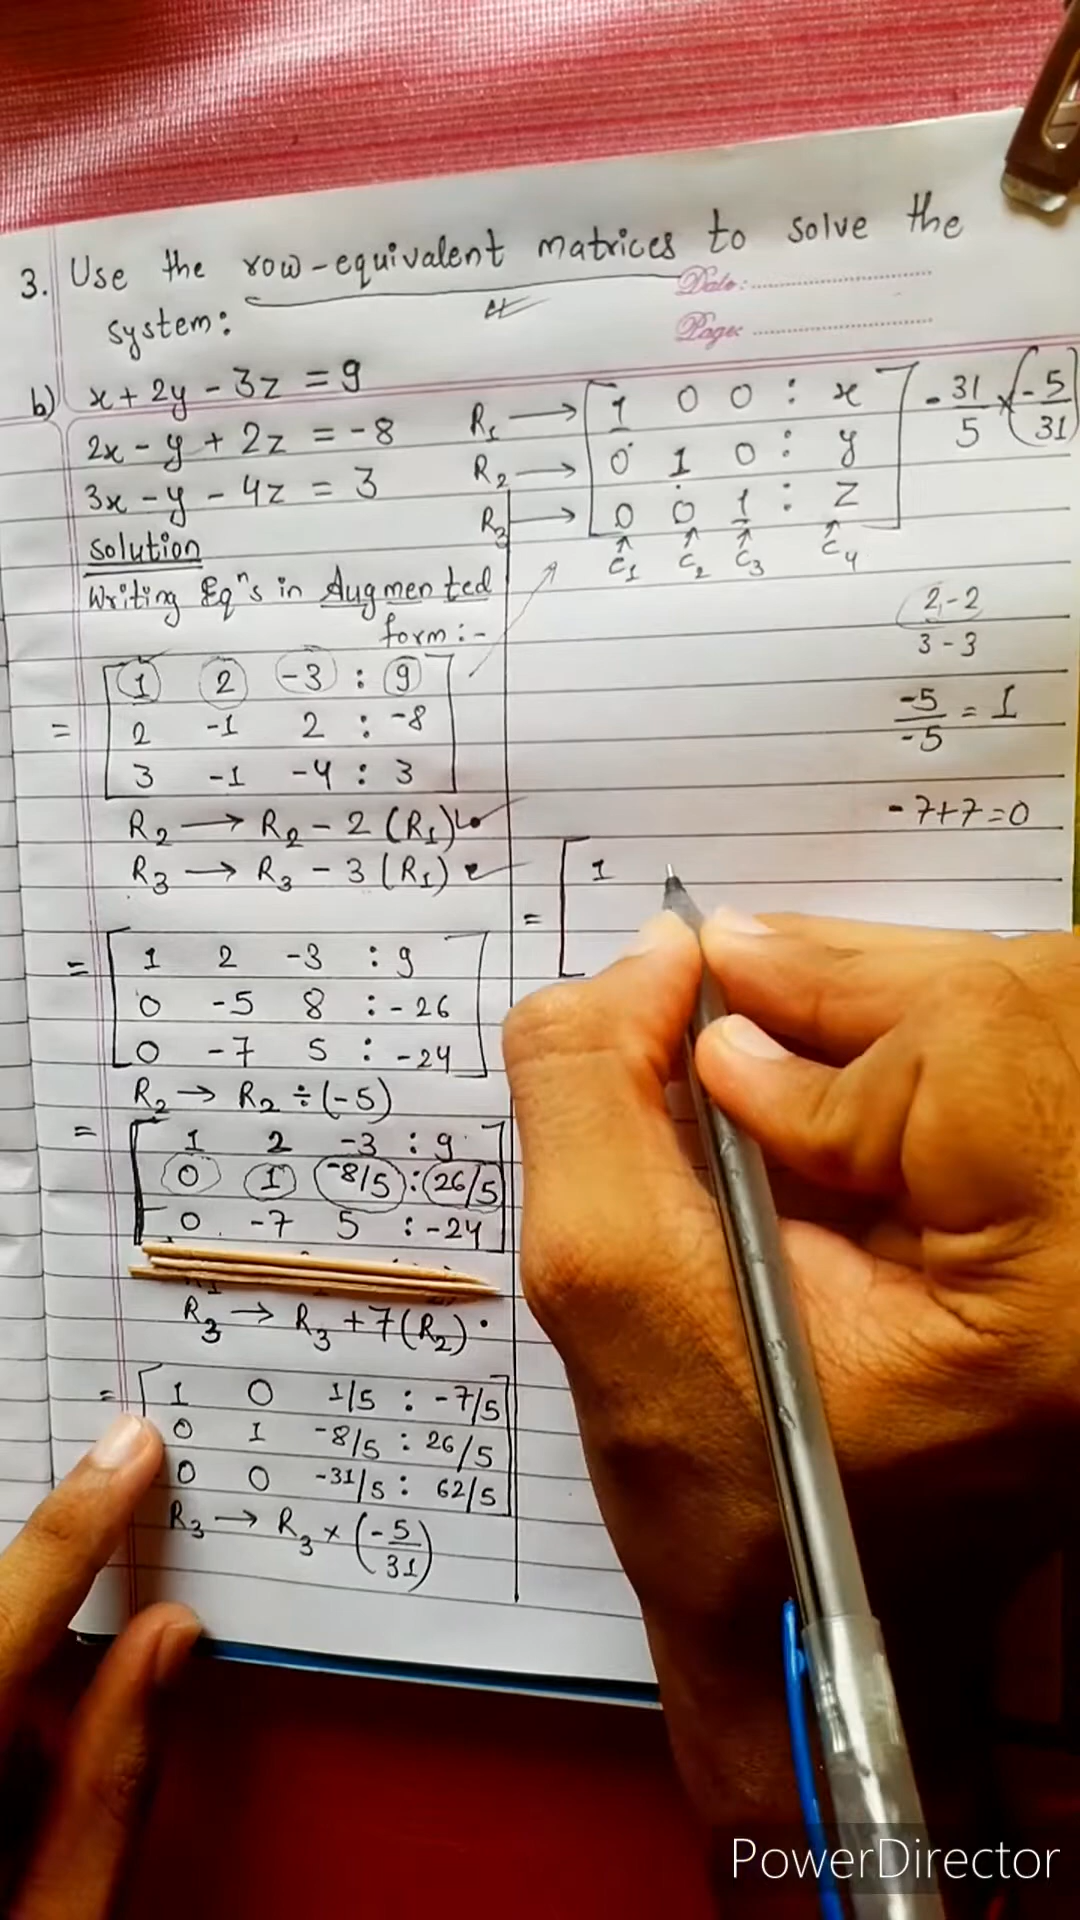 3. Use the row-equivalent matrices to solve the
system:
Date:
Page:
b) x + 2y - 3z = 9
2x - y + 2z = -8
3x - y - 4z = 3
Solution
Writing Eqⁿ's in Augmented
form:-
= [ 1 2 -3 : 9
2 -1 2 : -8
3 -1 -4 : 3 ]
R₂ → R₂ - 2 (R₁)
R₃ → R₃ - 3 (R₁)
= [ 1 2 -3 : 9
0 -5 8 : -26
0 -7 5 : -24 ]
R₂ → R₂ ÷ (-5)
= [ 1 2 -3 : 9
0 1 -8/5 : 26/5
0 -7 5 : -24 ]
R₃ → R₃ + 7(R₂)
= [ 1 0 1/5 : -7/5
0 1 -8/5 : 26/5
0 0 -31/5 : 62/5 ]
R₃ → R₃ × (-5/31)
R₁ → [ 1 0 0 : x
R₂ → 0 1 0 : y
R₃ → 0 0 1 : z ]
C₁ C₂ C₃ C₄
-31/5 × (-5/31)
2-2
3-3
-5/-5 = 1
-7+7=0
= [ 1
PowerDirector